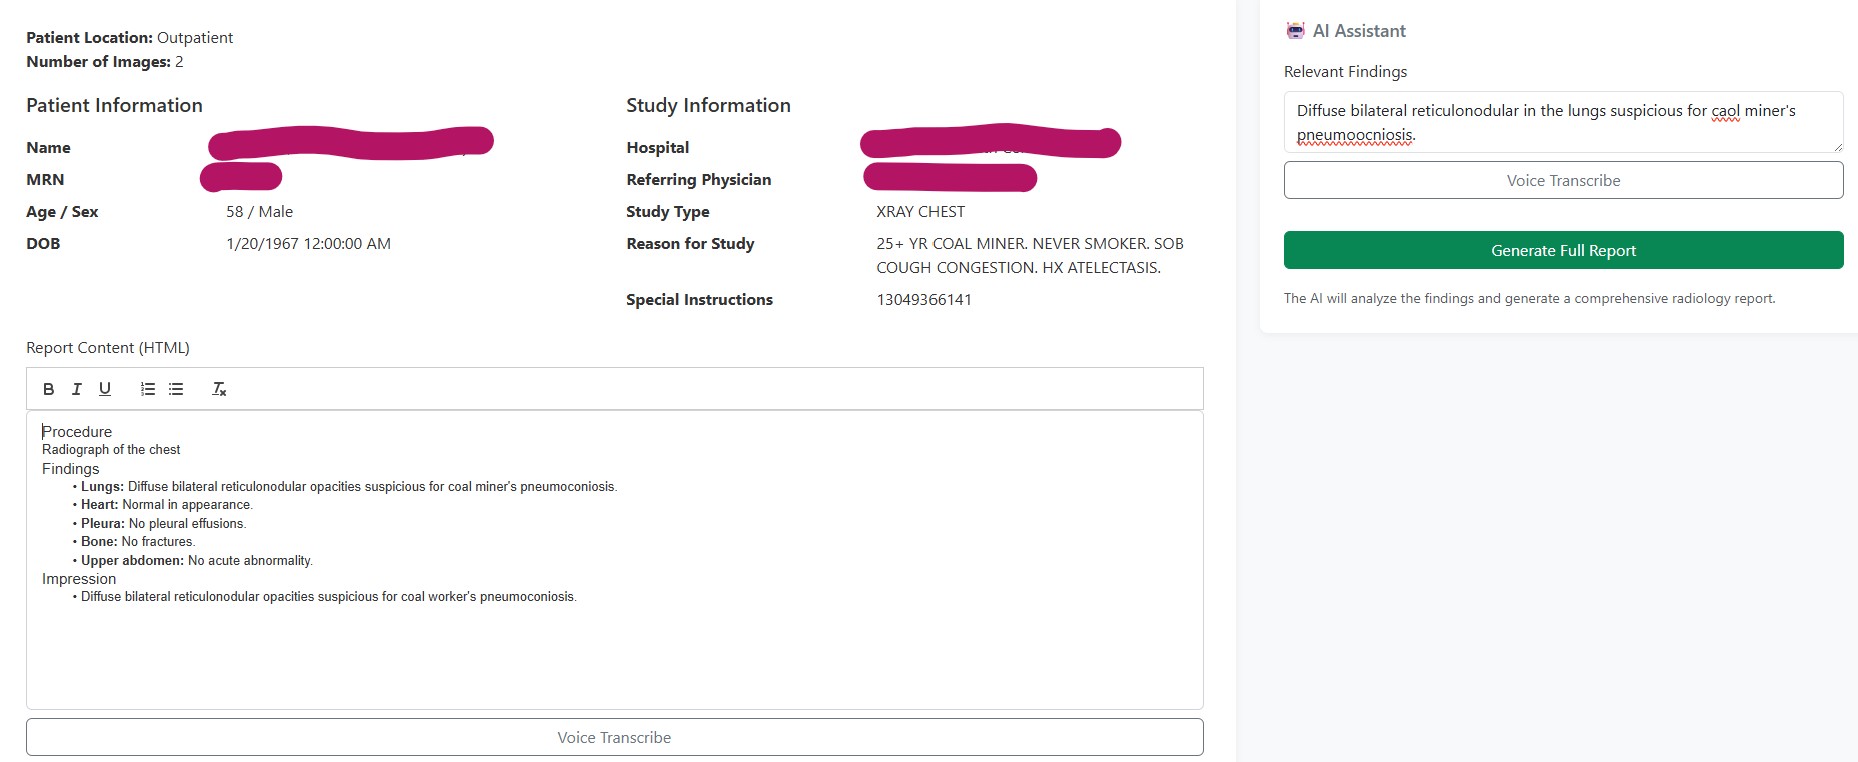 Patient Location: Outpatient
Number of Images: 2
Patient Information
Name
MRN
Age / Sex 58 / Male
DOB 1/20/1967 12:00:00 AM
Study Information
Hospital
Referring Physician
Study Type XRAY CHEST
Reason for Study 25+ YR COAL MINER. NEVER SMOKER. SOB
COUGH CONGESTION. HX ATELECTASIS.
Special Instructions 13049366141
Report Content (HTML)
B I U
Procedure
Radiograph of the chest
Findings
• Lungs: Diffuse bilateral reticulonodular opacities suspicious for coal miner's pneumoconiosis.
• Heart: Normal in appearance.
• Pleura: No pleural effusions.
• Bone: No fractures.
• Upper abdomen: No acute abnormality.
Impression
• Diffuse bilateral reticulonodular opacities suspicious for coal worker's pneumoconiosis.
Voice Transcribe
AI Assistant
Relevant Findings
Diffuse bilateral reticulonodular in the lungs suspicious for caol miner's
pneumoocniosis.
Voice Transcribe
Generate Full Report
The AI will analyze the findings and generate a comprehensive radiology report.